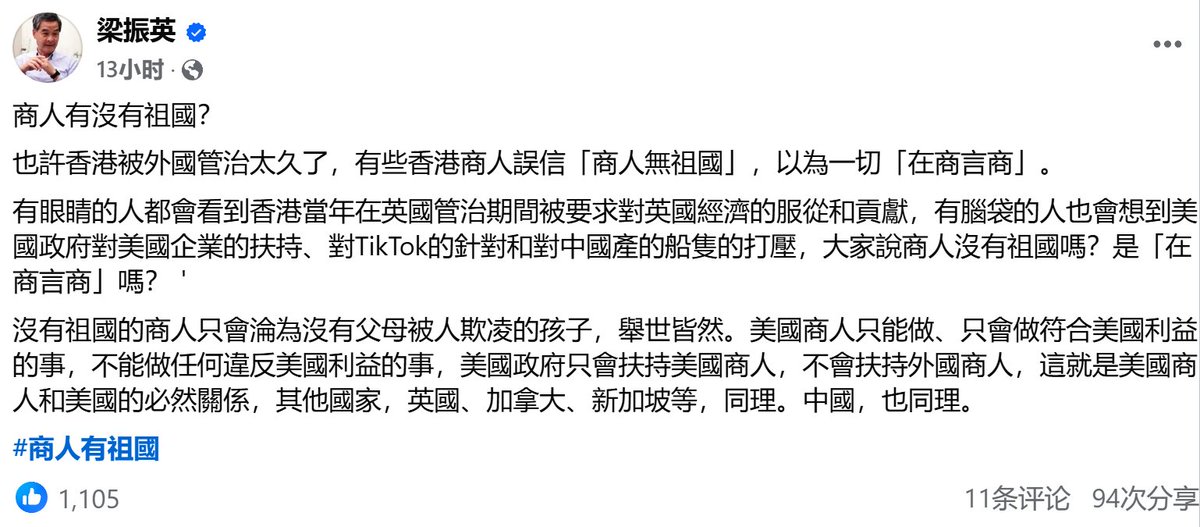 梁振英
13小时
商人有沒有祖國？
也許香港被外國管治太久了，有些香港商人誤信「商人無祖國」，以為一切「在商言商」。
有眼睛的人都會看到香港當年在英國管治期間被要求對英國經濟的服從和貢獻，有腦袋的人也會想到美
國政府對美國企業的扶持、對TikTok的針對和對中國產的船隻的打壓，大家說商人沒有祖國嗎？是「在
商言商」嗎？ '
沒有祖國的商人只會淪為沒有父母被人欺凌的孩子，舉世皆然。美國商人只能做、只會做符合美國利益
的事，不能做任何違反美國利益的事，美國政府只會扶持美國商人，不會扶持外國商人，這就是美國商
人和美國的必然關係，其他國家，英國、加拿大、新加坡等，同理。中國，也同理。
#商人有祖國
1,105 11条评论 94次分享